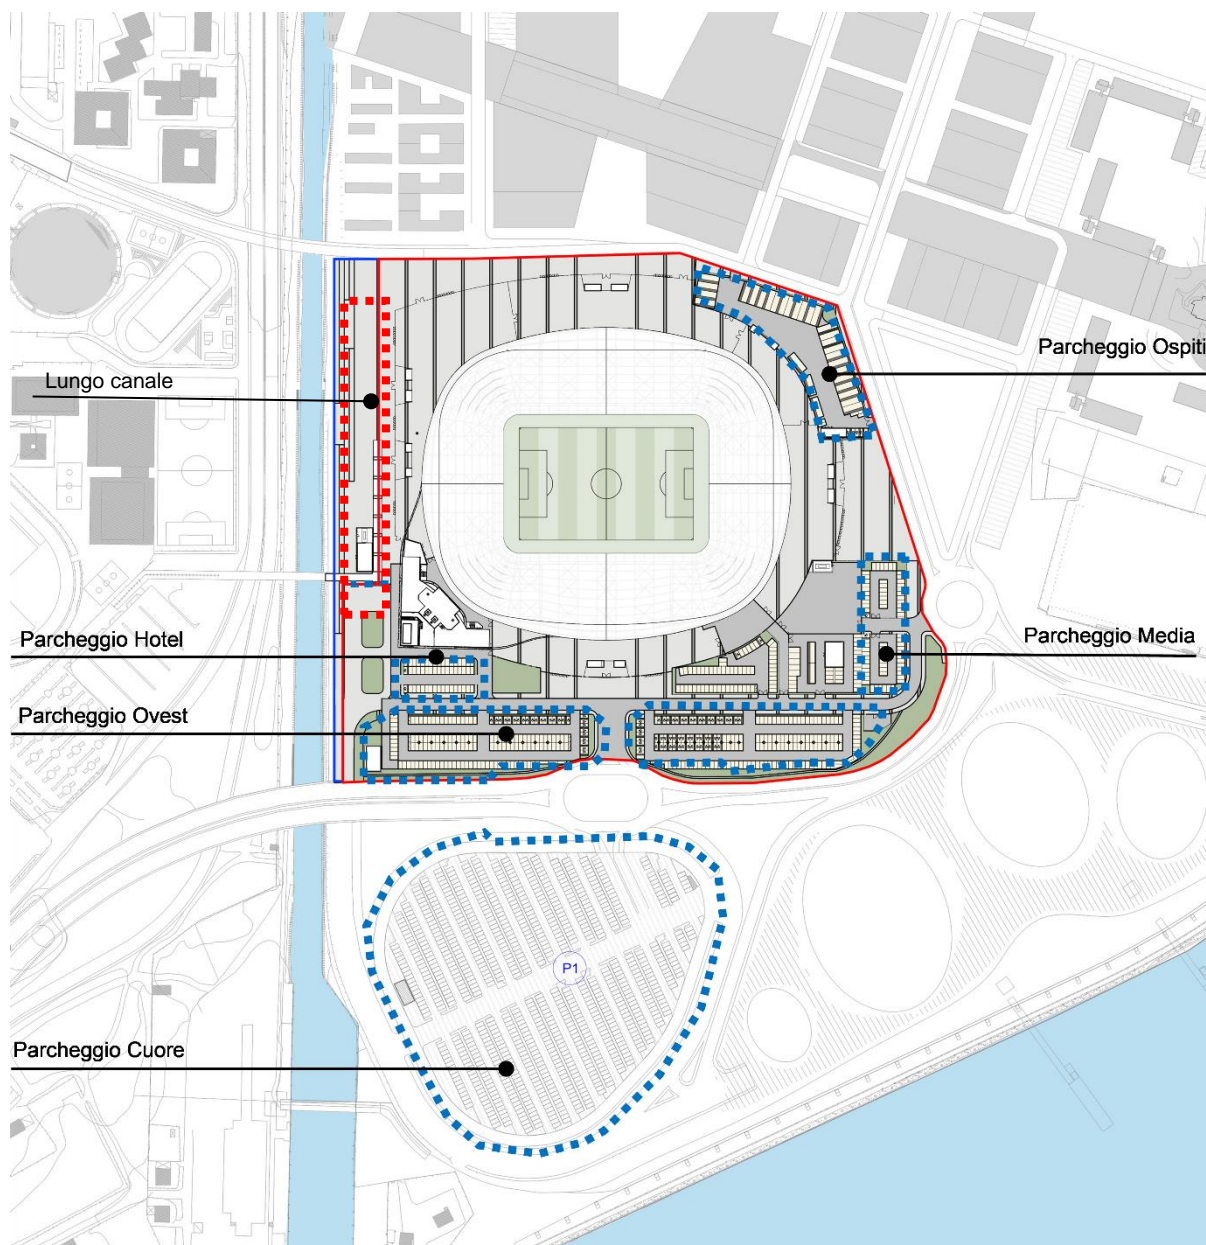 Parcheggio Ospiti
Lungo canale
Parcheggio Hotel
Parcheggio Media
Parcheggio Ovest
P1
Parcheggio Cuore